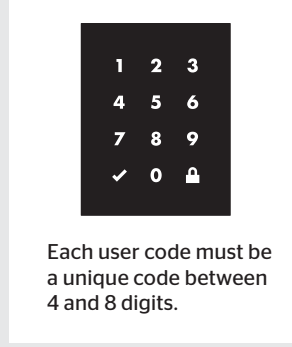 1 2 3
4 5 6
7 8 9
✓ 0 🔒
Each user code must be
a unique code between
4 and 8 digits.